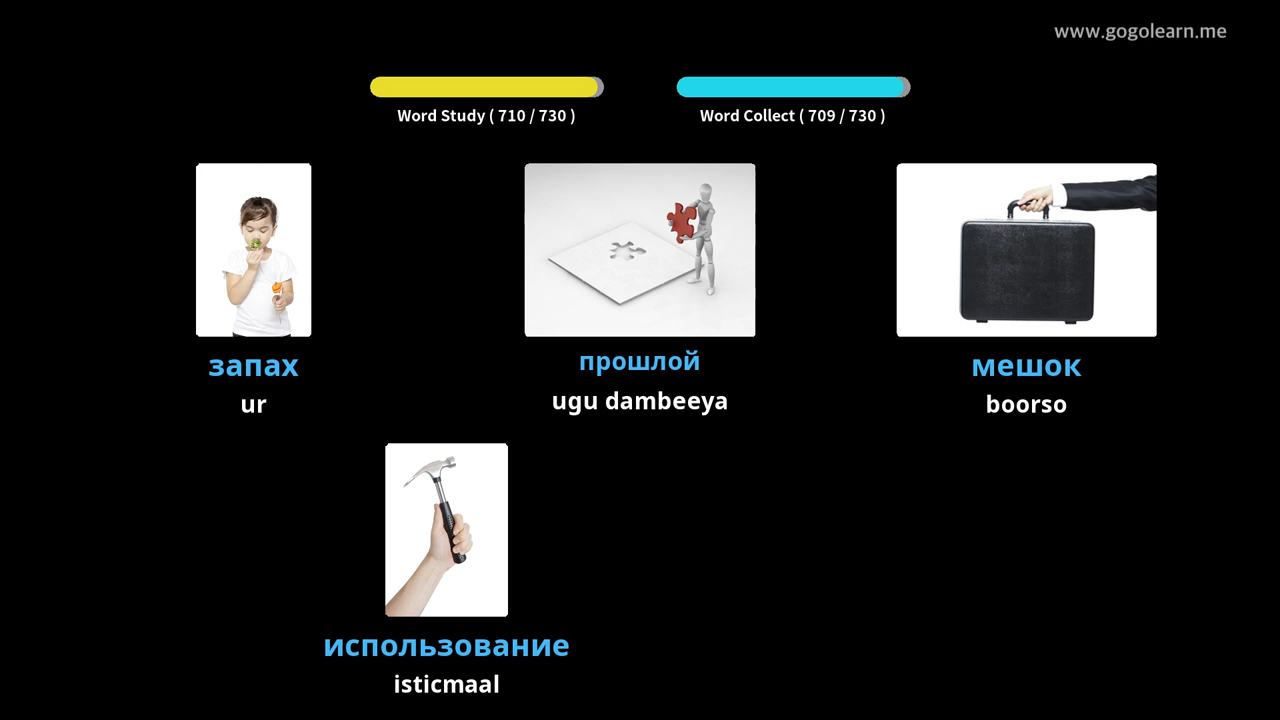 www.gogolearn.me
Word Study ( 710 / 730 )
Word Collect ( 709 / 730 )
запах
ur
прошлой
ugu dambeeya
мешок
boorso
использование
isticmaal